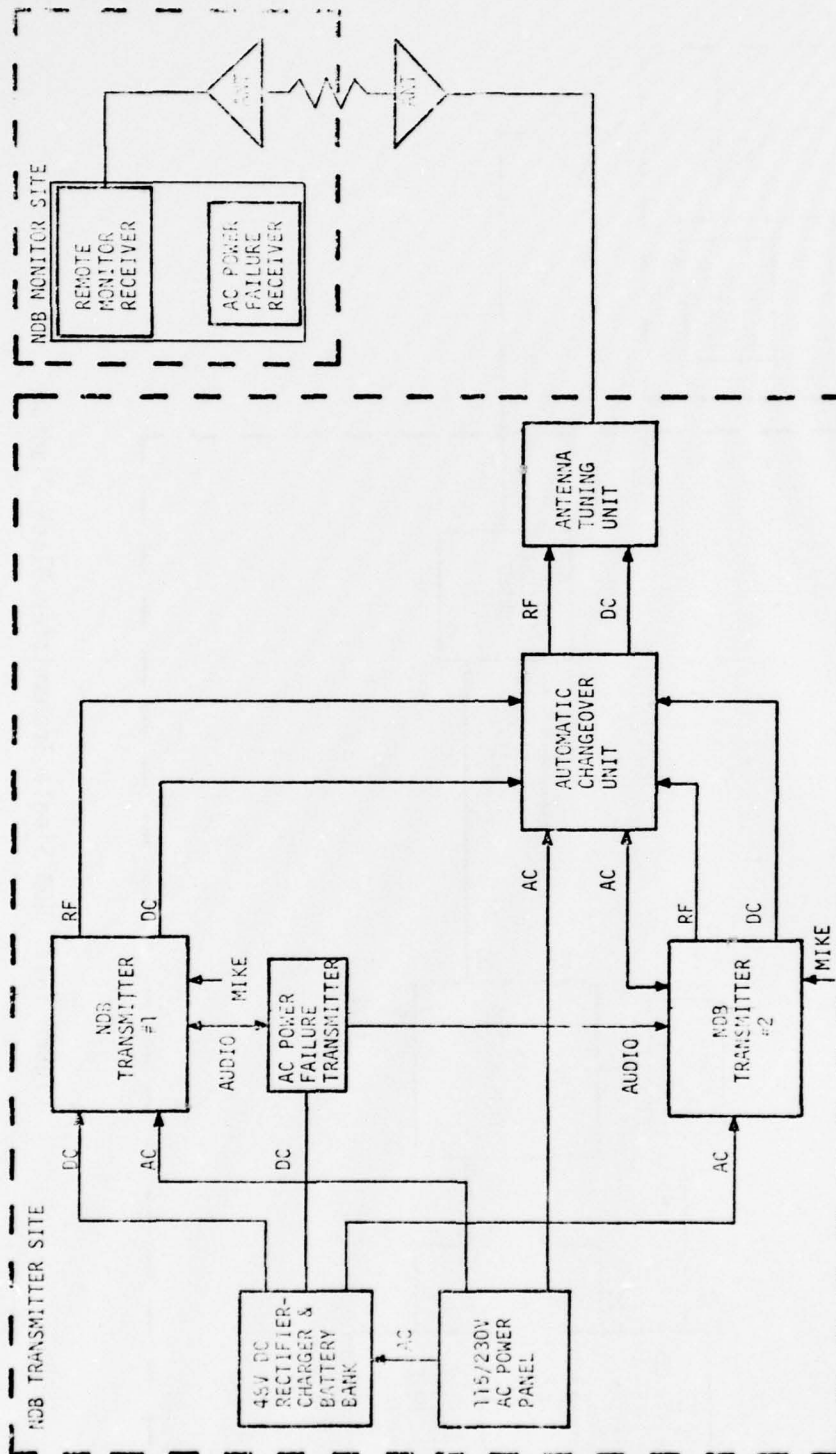 NDB TRANSMITTER SITE
NDB MONITOR SITE
REMOTE
MONITOR
RECEIVER
AC POWER
FAILURE
RECEIVER
ANT
ANT
NDB
TRANSMITTER
#1
RF
DC
DC
AC
AUDIO
MIKE
AC POWER
FAILURE
TRANSMITTER
DC
48V DC
RECTIFIER-
CHARGER &
BATTERY
BANK
AC
115/230V
AC POWER
PANEL
AC
AC
AUTOMATIC
CHANGEOVER
UNIT
RF
DC
ANTENNA
TUNING
UNIT
AUDIO
AC
NDB
TRANSMITTER
#2
RF
DC
MIKE